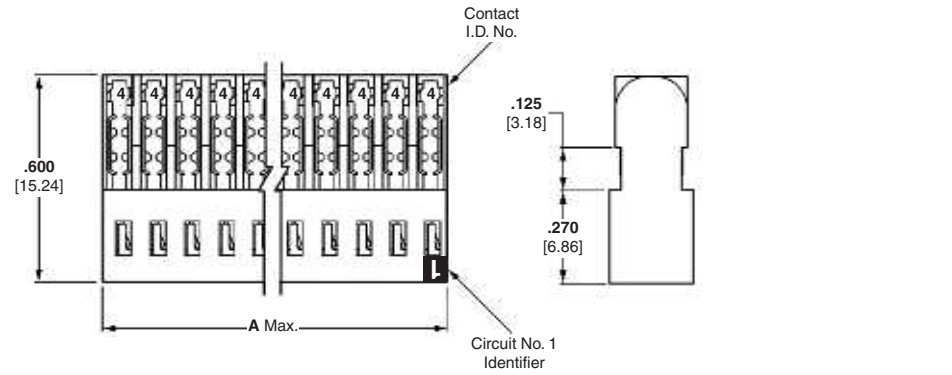 Contact
I.D. No.
4 4 4 4 4 4 4 4 4 4
.125
[3.18]
.600
[15.24]
.270
[6.86]
1
A Max.
Circuit No. 1
Identifier